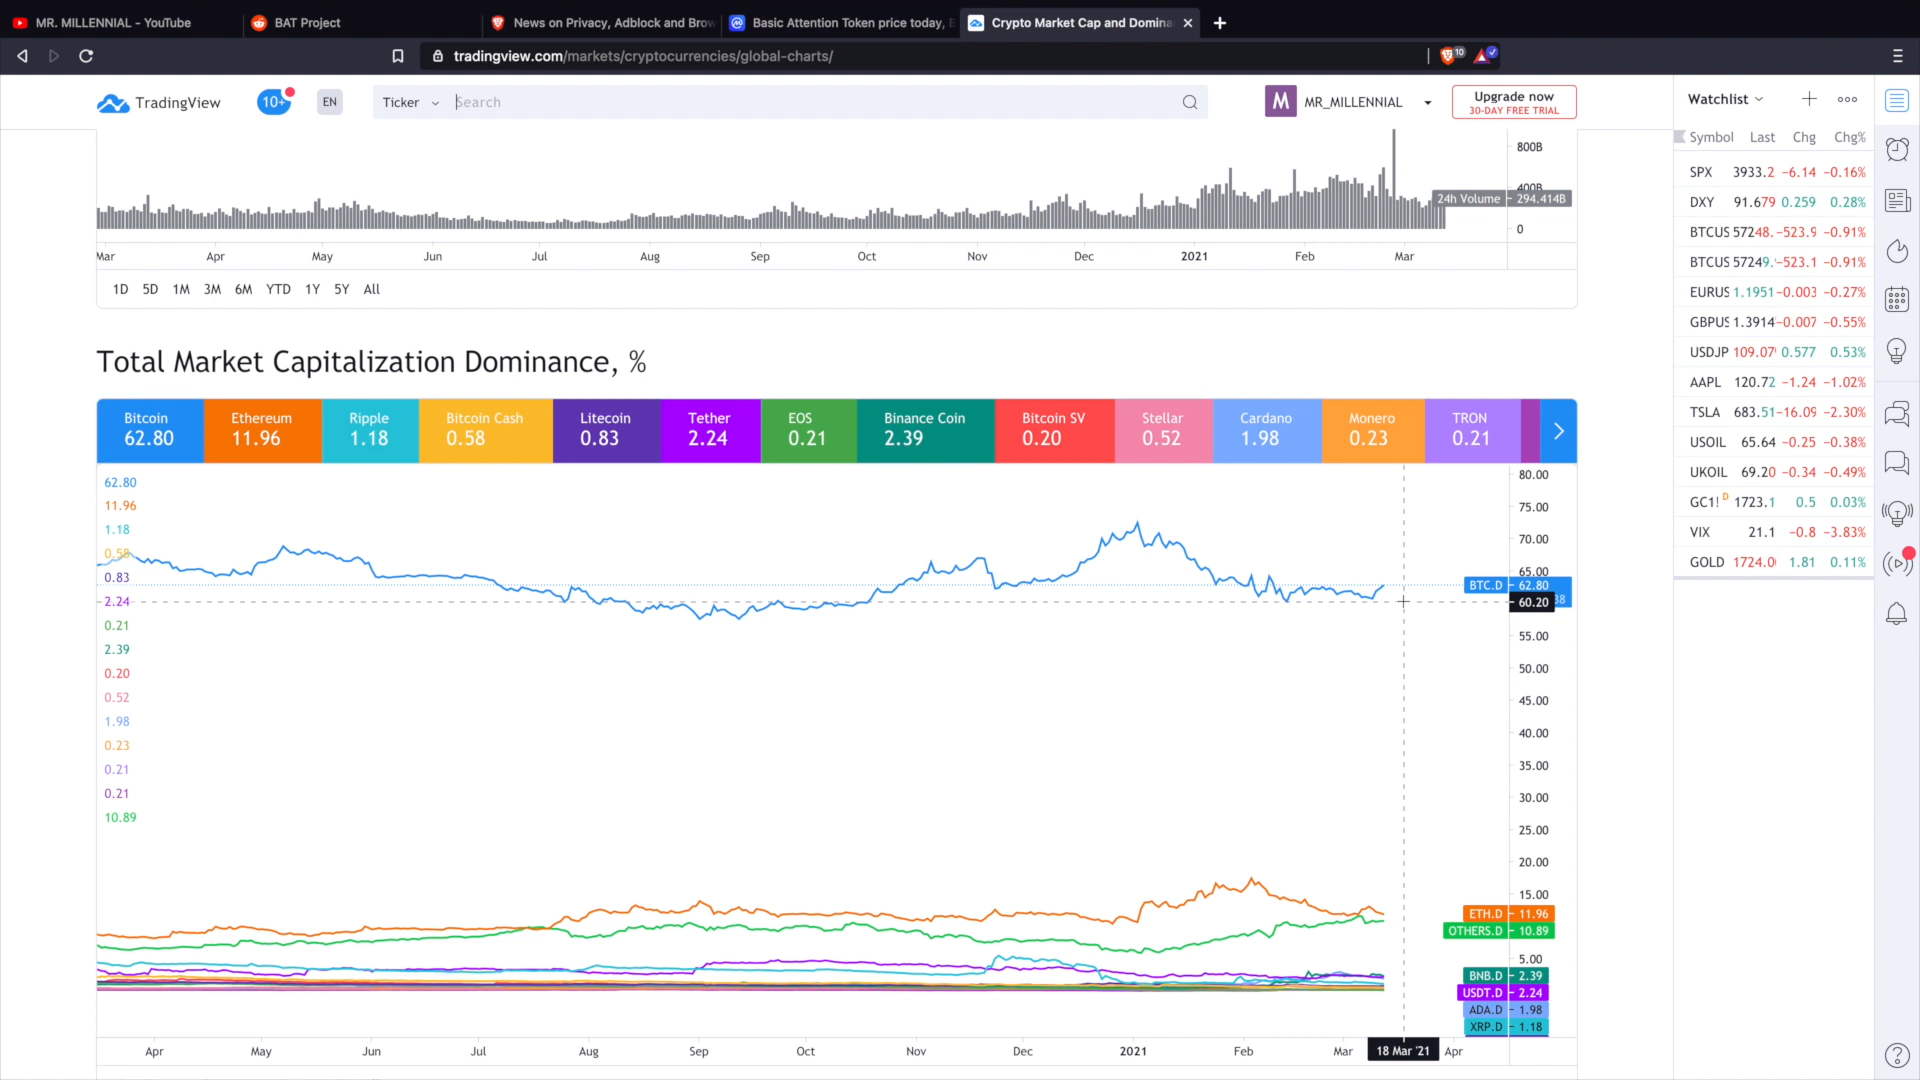 MR. MILLENNIAL - YouTube
BAT Project
News on Privacy, Adblock and Brow
Basic Attention Token price today, B
Crypto Market Cap and Domina
tradingview.com/markets/cryptocurrencies/global-charts/
10
TradingView
10+
EN
Ticker
Search
M
MR_MILLENNIAL
Upgrade now
30-DAY FREE TRIAL
Watchlist
Symbol Last Chg Chg%
SPX 3933.2 −6.14 −0.16%
DXY 91.679 0.259 0.28%
BTCUS 57248. −523.9 −0.91%
BTCUS 57249. −523.1 −0.91%
EURUS 1.1951 −0.003 −0.27%
GBPUS 1.3914 −0.007 −0.55%
USDJP 109.07 0.577 0.53%
AAPL 120.72 −1.24 −1.02%
TSLA 683.51 −16.09 −2.30%
USOIL 65.64 −0.25 −0.38%
UKOIL 69.20 −0.34 −0.49%
GC1! D 1723.1 0.5 0.03%
VIX 21.1 −0.8 −3.83%
GOLD 1724.0 1.81 0.11%
800B
400B
24h Volume 294.414B
0
Mar Apr May Jun Jul Aug Sep Oct Nov Dec 2021 Feb Mar
1D 5D 1M 3M 6M YTD 1Y 5Y All
Total Market Capitalization Dominance, %
Bitcoin Ethereum Ripple Bitcoin Cash Litecoin Tether EOS Binance Coin Bitcoin SV Stellar Cardano Monero TRON
62.80 11.96 1.18 0.58 0.83 2.24 0.21 2.39 0.20 0.52 1.98 0.23 0.21
62.80
11.96
1.18
0.58
0.83
2.24
0.21
2.39
0.20
0.52
1.98
0.23
0.21
0.21
10.89
80.00
75.00
70.00
65.00
BTC.D 62.80
60.20 38
55.00
50.00
45.00
40.00
35.00
30.00
25.00
20.00
15.00
ETH.D 11.96
OTHERS.D 10.89
5.00
BNB.D 2.39
USDT.D 2.24
ADA.D 1.98
XRP.D 1.18
Apr May Jun Jul Aug Sep Oct Nov Dec 2021 Feb Mar 18 Mar '21 Apr